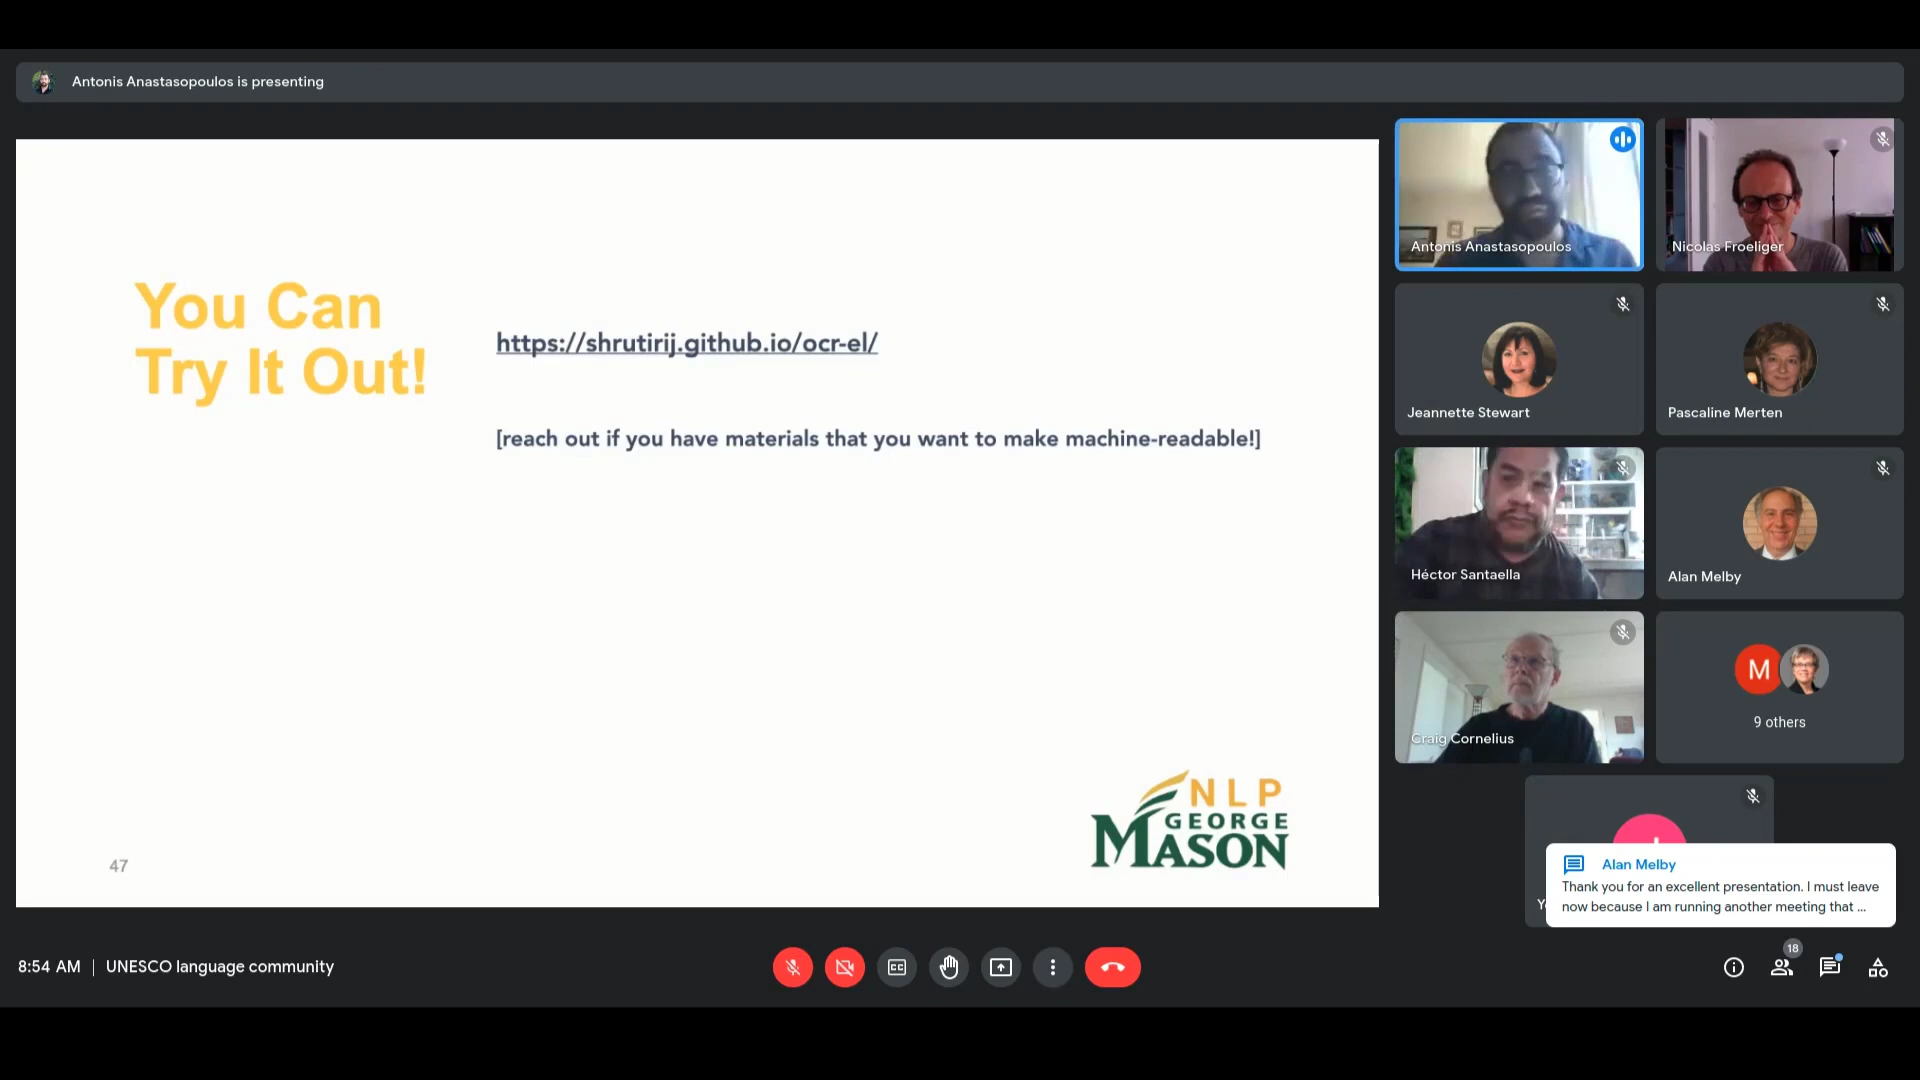 Antonis Anastasopoulos is presenting
You Can
Try It Out!
https://shrutirij.github.io/ocr-el/
[reach out if you have materials that you want to make machine-readable!]
NLP
GEORGE
MASON
47
Antonis Anastasopoulos
Nicolas Froeliger
Jeannette Stewart
Pascaline Merten
Héctor Santaella
Alan Melby
Craig Cornelius
M
9 others
Alan Melby
Thank you for an excellent presentation. I must leave
now because I am running another meeting that ...
8:54 AM | UNESCO language community
CC
18